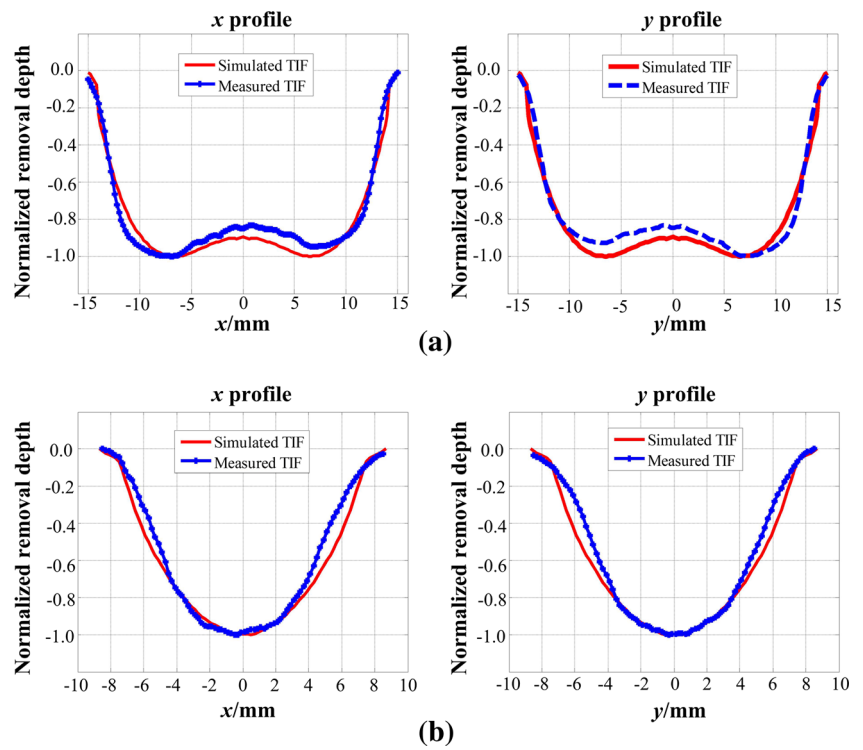 x profile
Normalized removal depth
0.0
-0.2
-0.4
-0.6
-0.8
-1.0
Simulated TIF
Measured TIF
-15 -10 -5 0 5 10 15
x/mm
y profile
Normalized removal depth
0.0
-0.2
-0.4
-0.6
-0.8
-1.0
Simulated TIF
Measured TIF
-15 -10 -5 0 5 10 15
y/mm
(a)
x profile
Normalized removal depth
0.0
-0.2
-0.4
-0.6
-0.8
-1.0
Simulated TIF
Measured TIF
-10 -8 -6 -4 -2 0 2 4 6 8 10
x/mm
y profile
Normalized removal depth
0.0
-0.2
-0.4
-0.6
-0.8
-1.0
Simulated TIF
Measured TIF
-10 -8 -6 -4 -2 0 2 4 6 8 10
y/mm
(b)